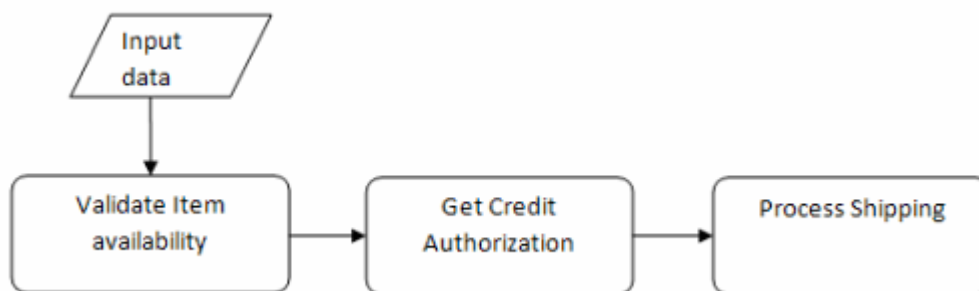 Input
data
Validate Item
availability
Get Credit
Authorization
Process Shipping